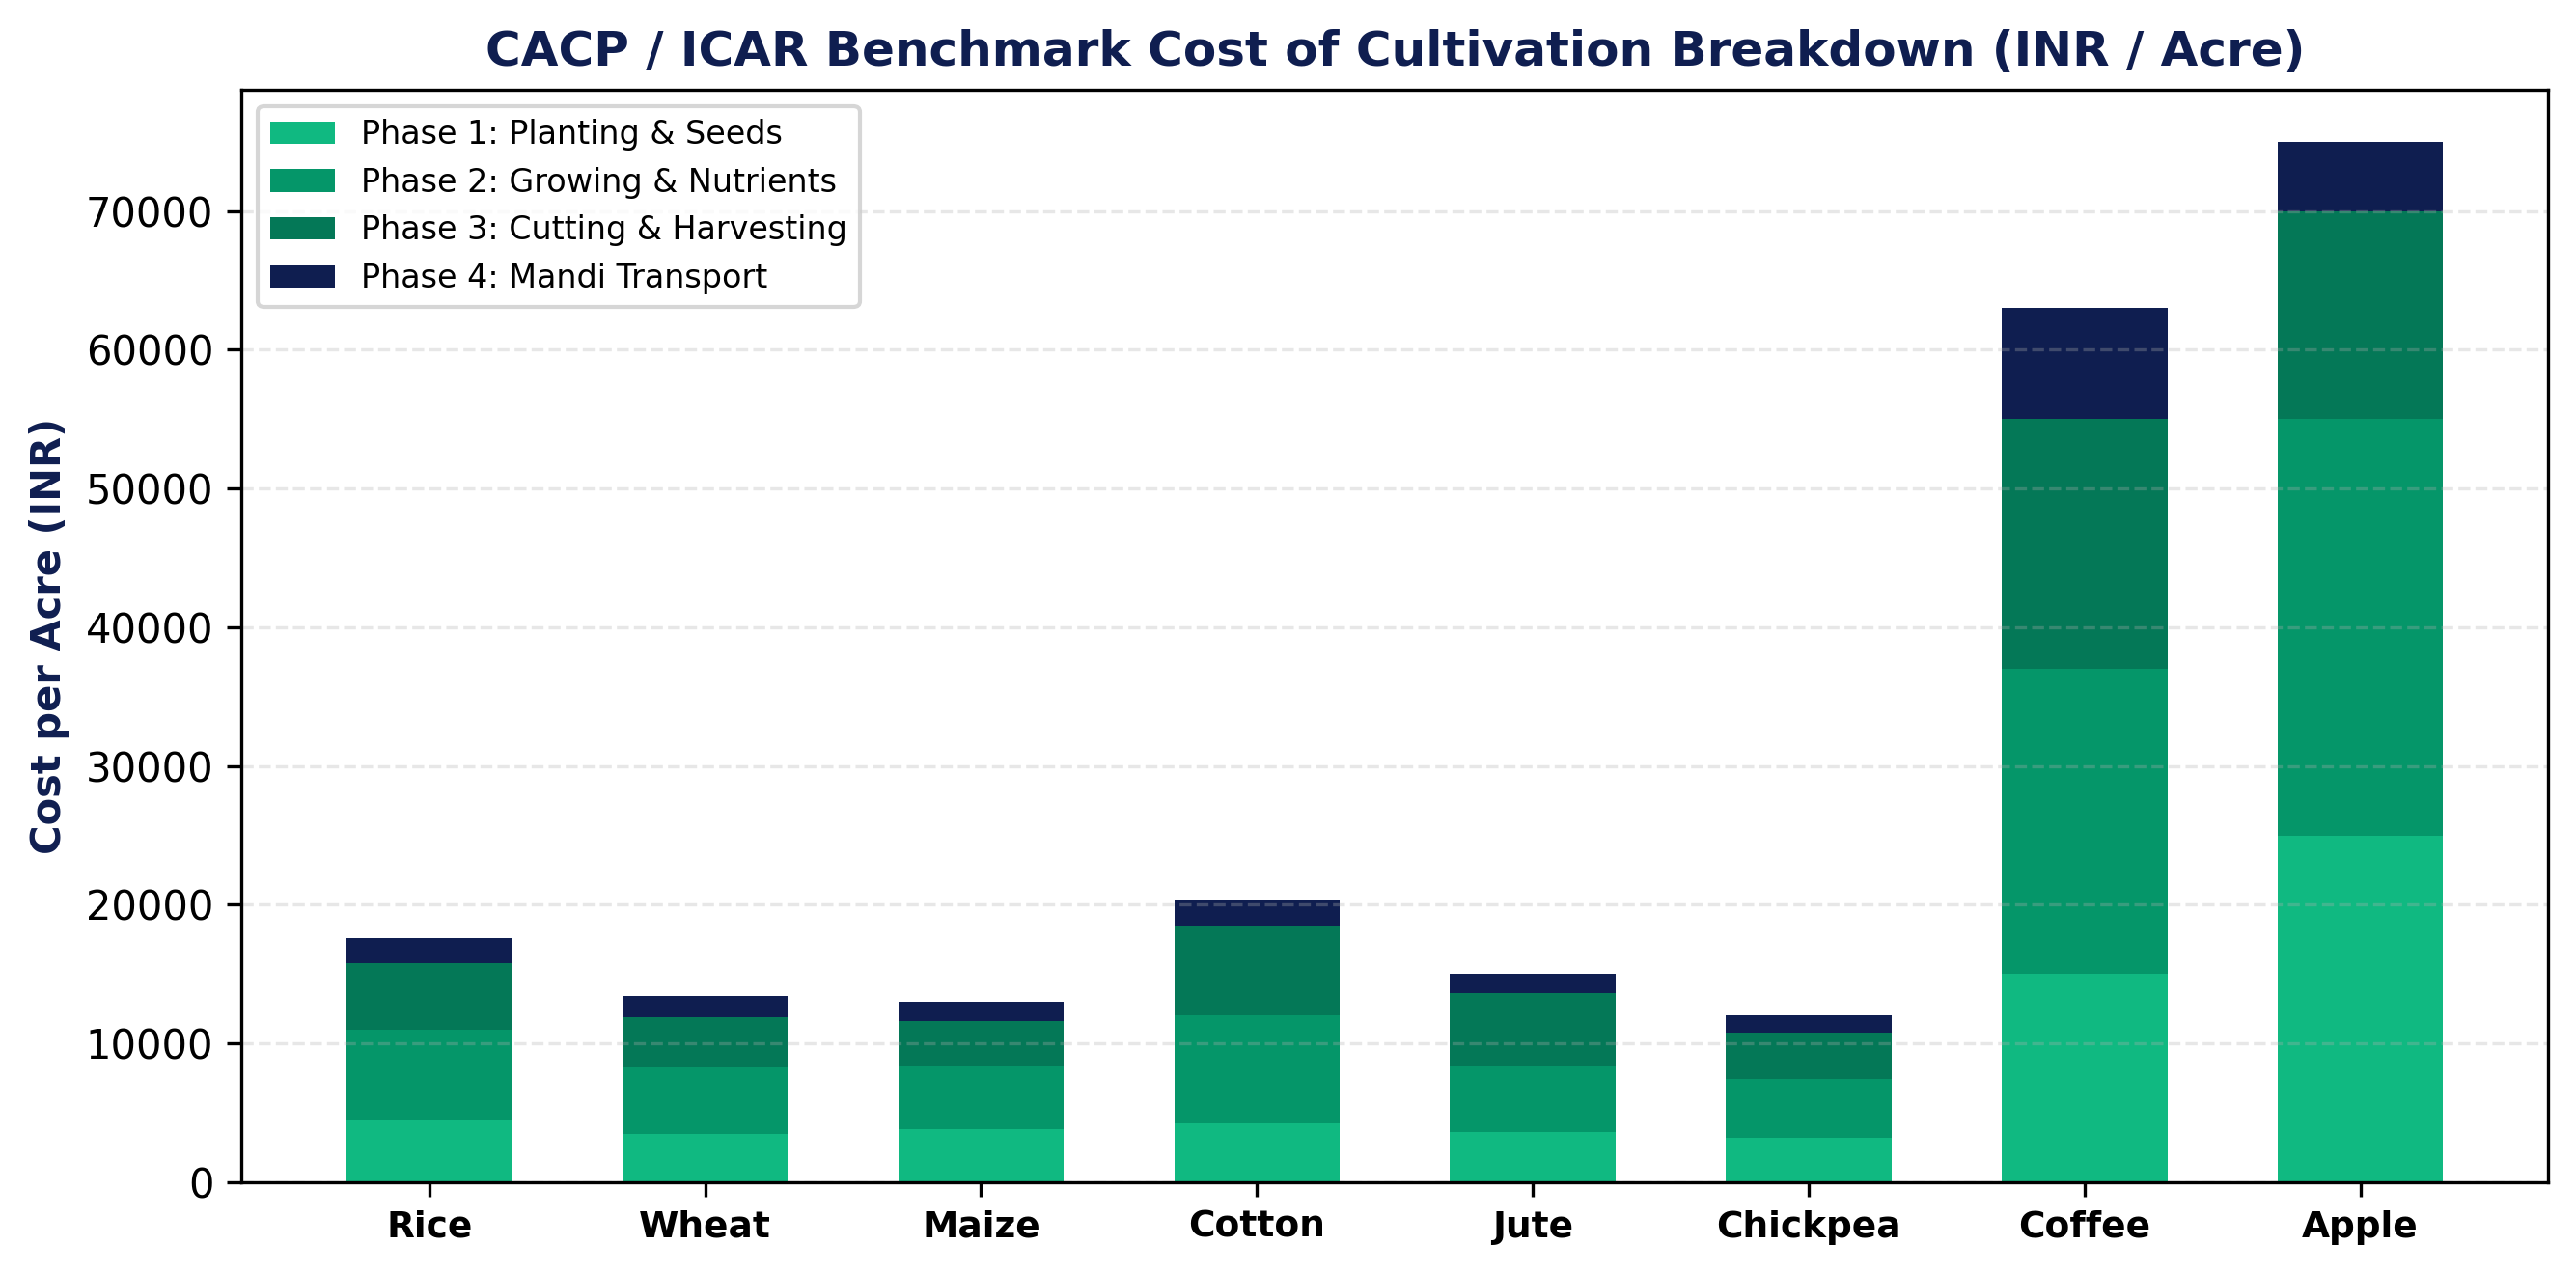 CACP / ICAR Benchmark Cost of Cultivation Breakdown (INR / Acre)
Phase 1: Planting & Seeds
Phase 2: Growing & Nutrients
Phase 3: Cutting & Harvesting
Phase 4: Mandi Transport
Cost per Acre (INR)
70000
60000
50000
40000
30000
20000
10000
0
Rice Wheat Maize Cotton Jute Chickpea Coffee Apple